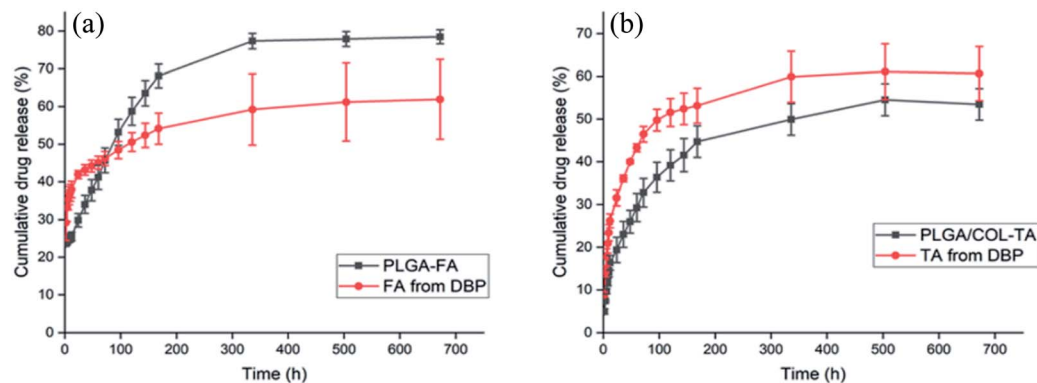 (a)
Cumulative drug release (%)
80
70
60
50
40
30
20
10
0
PLGA-FA
FA from DBP
0 100 200 300 400 500 600 700
Time (h)
(b)
Cumulative drug release (%)
70
60
50
40
30
20
10
0
PLGA/COL-TA
TA from DBP
0 100 200 300 400 500 600 700
Time (h)